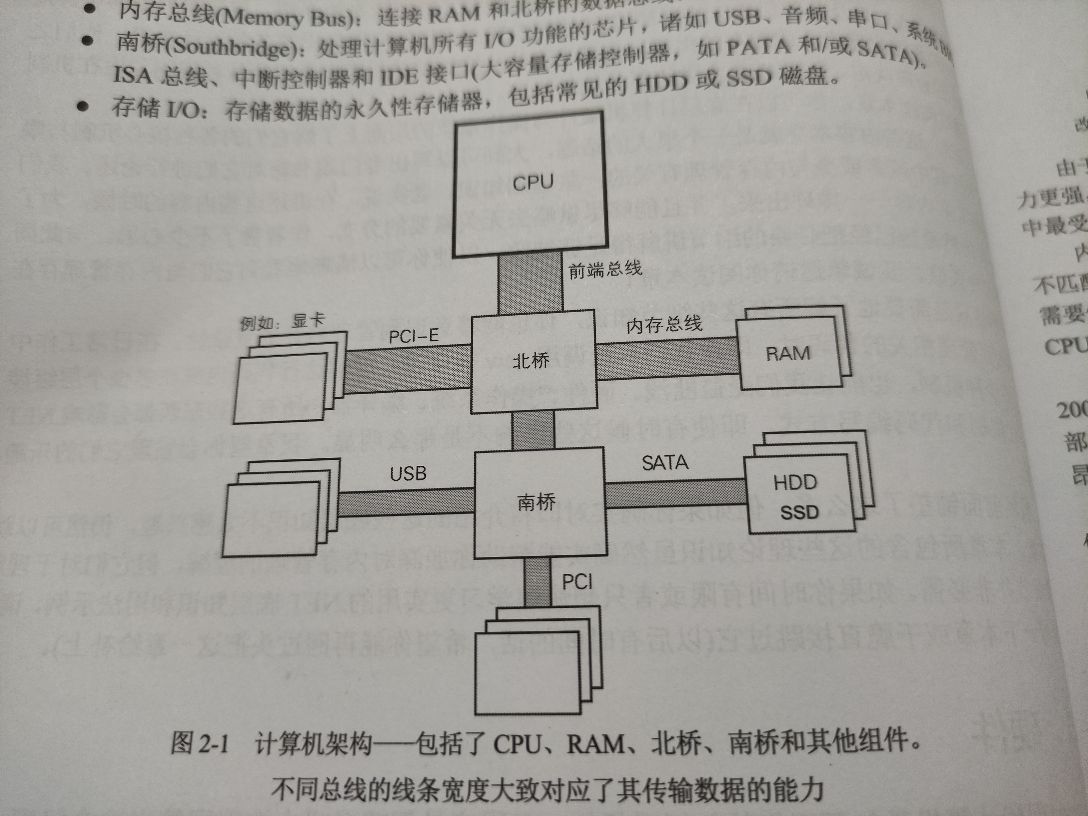 内存总线(Memory Bus)：连接 RAM 和北桥的数据总线
南桥(Southbridge)：处理计算机所有 I/O 功能的芯片，诸如 USB、音频、串口、系统
ISA 总线、中断控制器和 IDE 接口(大容量存储控制器，如 PATA 和/或 SATA)。
存储 I/O：存储数据的永久性存储器，包括常见的 HDD 或 SSD 磁盘。
CPU
前端总线
例如：显卡
PCI-E
北桥
内存总线
RAM
USB
南桥
SATA
HDD
SSD
PCI
图 2-1 计算机架构——包括了 CPU、RAM、北桥、南桥和其他组件。
不同总线的线条宽度大致对应了其传输数据的能力
由于
力更强
中最受
内
不匹配
需要
CPU
200
部
昂